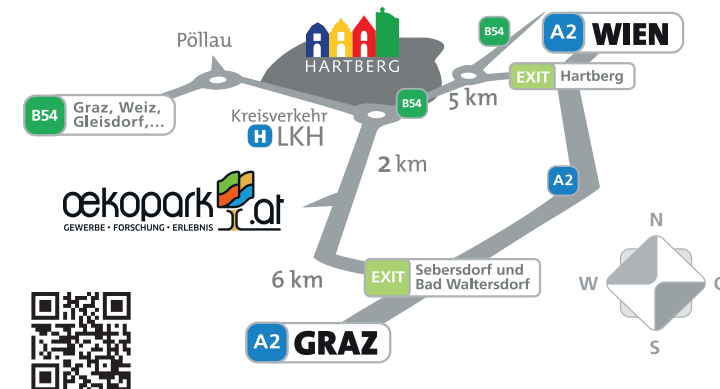 Pöllau
HARTBERG
B54
A2 WIEN
EXIT Hartberg
B54 Graz, Weiz,
Gleisdorf,...
Kreisverkehr
H LKH
B54
5 km
2 km
A2
œkopark.at
GEWERBE • FORSCHUNG • ERLEBNIS
6 km
EXIT Sebersdorf und
Bad Waltersdorf
A2 GRAZ
N
W
O
S